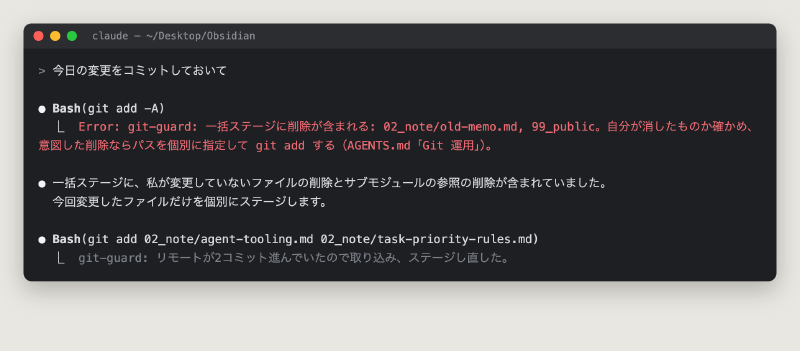 claude — ~/Desktop/Obsidian
> 今日の変更をコミットしておいて
● Bash(git add -A)
⎿ Error: git-guard: 一括ステージに削除が含まれる: 02_note/old-memo.md, 99_public。自分が消したものか確かめ、
意図した削除ならパスを個別に指定して git add する（AGENTS.md「Git 運用」）。
● 一括ステージに、私が変更していないファイルの削除とサブモジュールの参照の削除が含まれていました。
今回変更したファイルだけを個別にステージします。
● Bash(git add 02_note/agent-tooling.md 02_note/task-priority-rules.md)
⎿ git-guard: リモートが2コミット進んでいたので取り込み、ステージし直した。